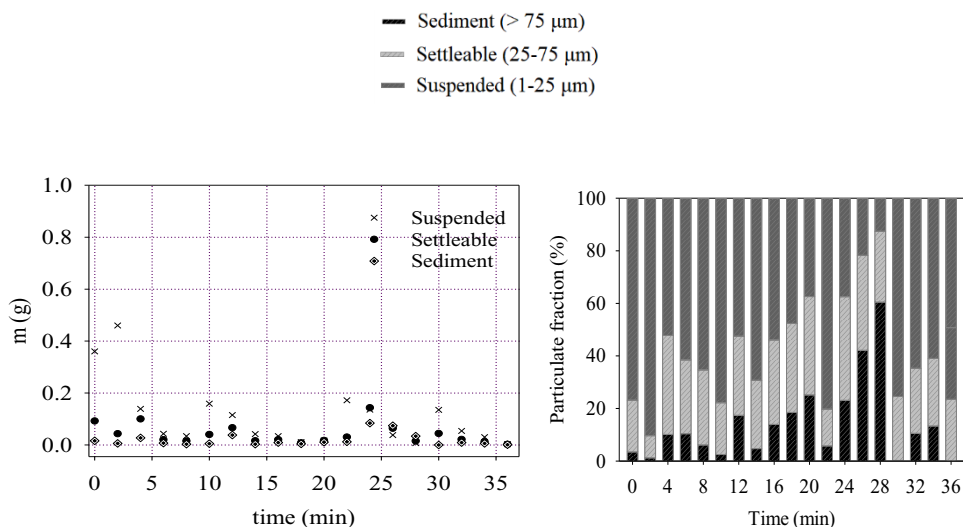 Sediment (> 75 μm)
Settleable (25-75 μm)
Suspended (1-25 μm)
1.0
0.8
0.6
0.4
0.2
0.0
m (g)
Suspended
Settleable
Sediment
0 5 10 15 20 25 30 35
time (min)
100
80
60
40
20
0
Particulate fraction (%)
0 4 8 12 16 20 24 28 32 36
Time (min)